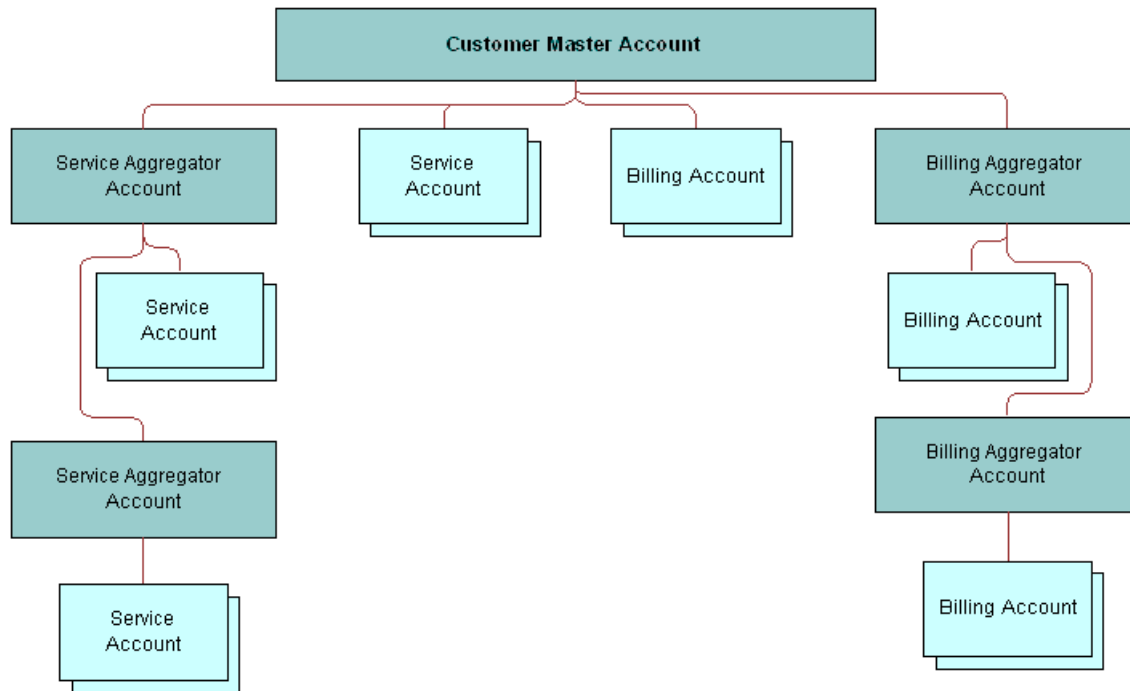 Customer Master Account
Service Aggregator
Account
Service
Account
Billing Account
Billing Aggregator
Account
Service
Account
Billing Account
Service Aggregator
Account
Billing Aggregator
Account
Service
Account
Billing Account